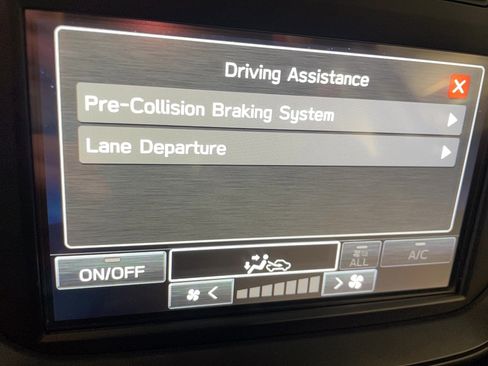 Driving Assistance
Pre-Collision Braking System
Lane Departure
ON/OFF
ALL
A/C